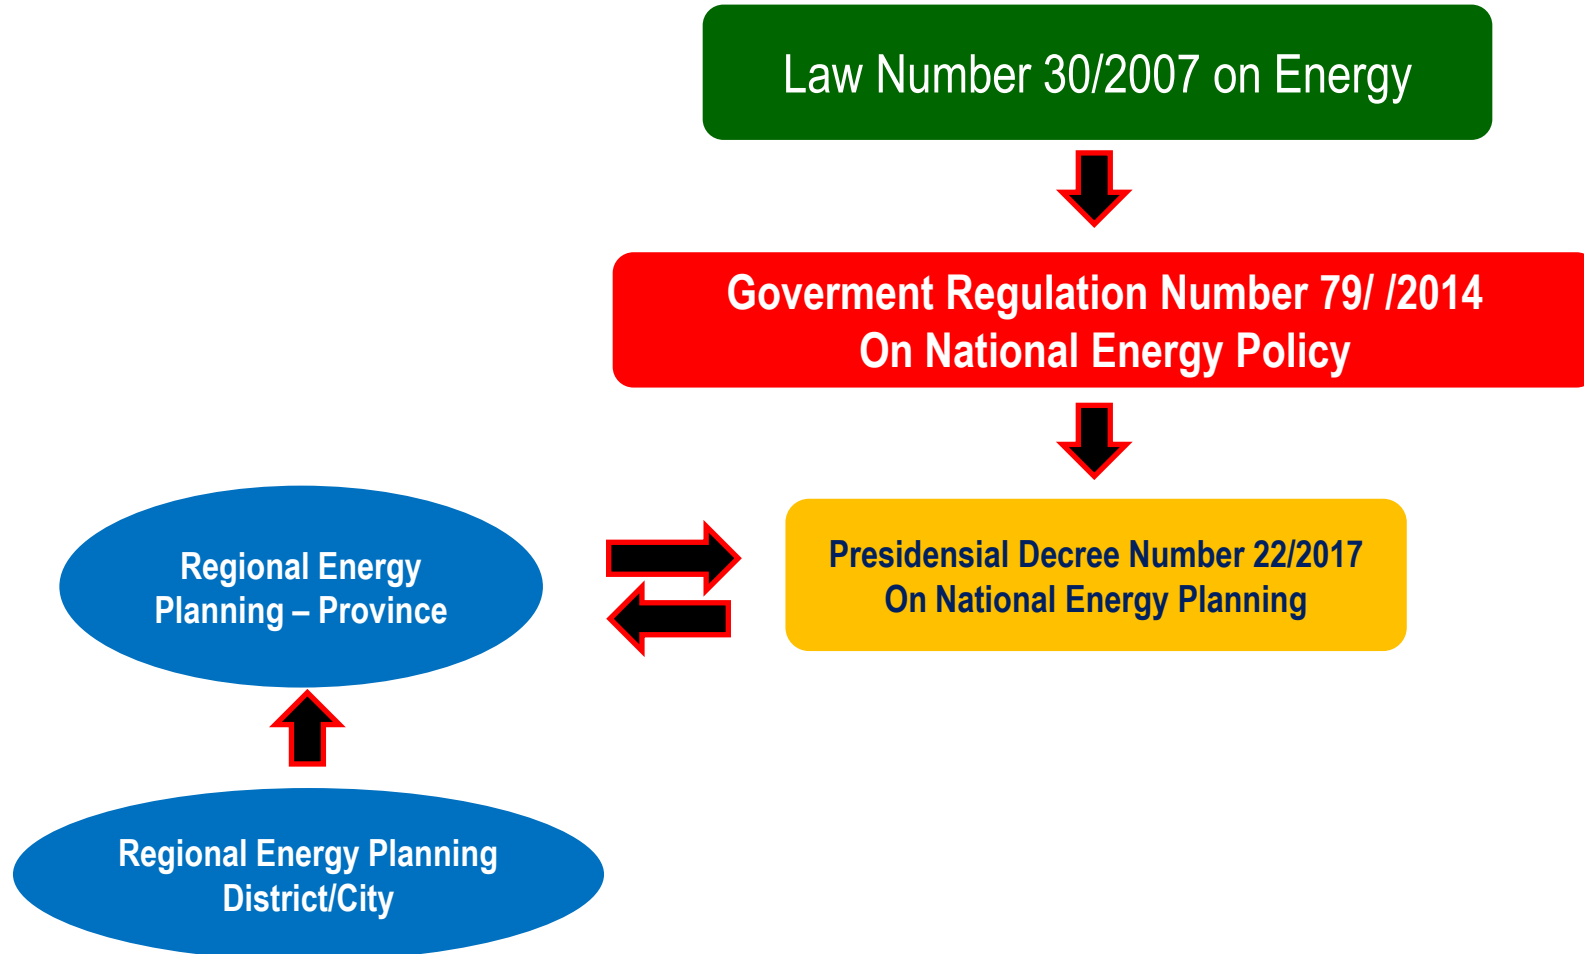 Law Number 30/2007 on Energy
Goverment Regulation Number 79/ /2014
On National Energy Policy
Presidensial Decree Number 22/2017
On National Energy Planning
Regional Energy
Planning – Province
Regional Energy Planning
District/City